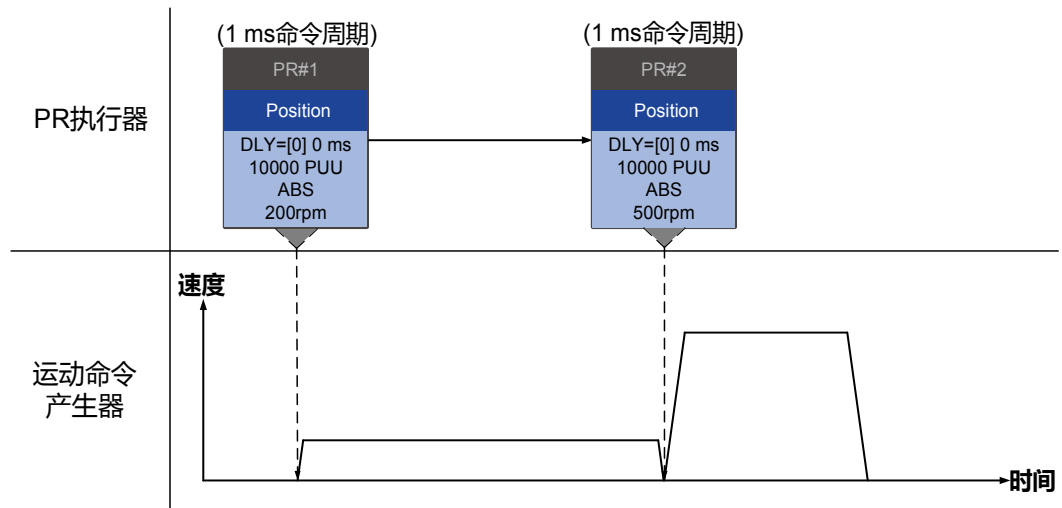 (1 ms命令周期)
(1 ms命令周期)
PR执行器
PR#1
Position
DLY=[0] 0 ms
10000 PUU
ABS
200rpm
PR#2
Position
DLY=[0] 0 ms
10000 PUU
ABS
500rpm
速度
运动命令
产生器
时间